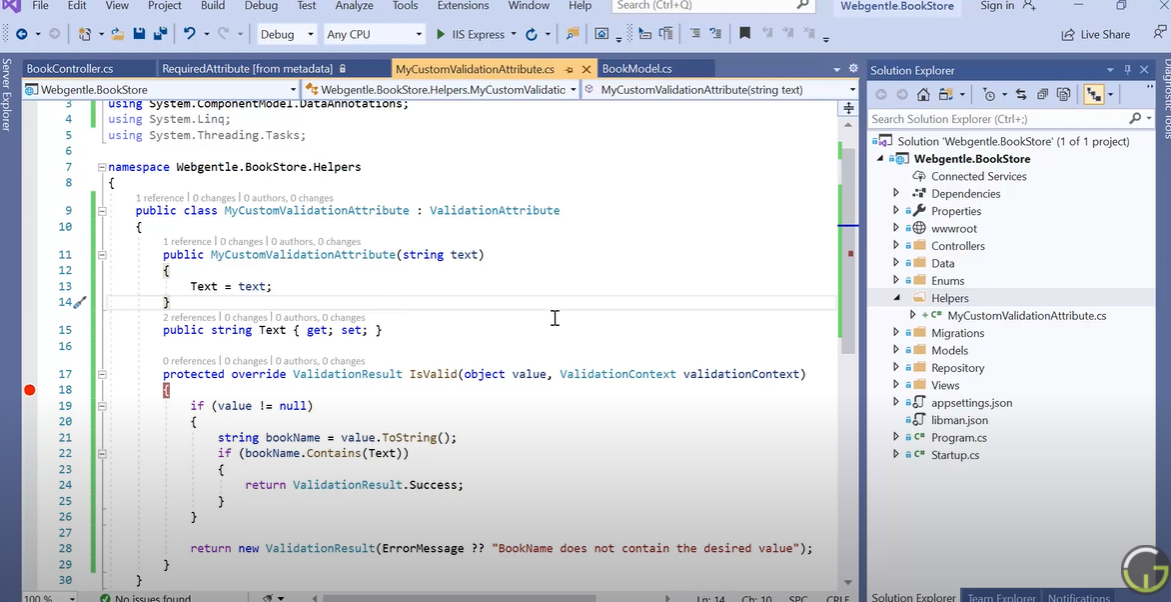 File Edit View Project Build Debug Test Analyze Tools Extensions Window Help Search (Ctrl+Q) Webgentle.BookStore Sign in
Debug Any CPU IIS Express Live Share
Server Explorer
BookController.cs RequiredAttribute [from metadata] MyCustomValidationAttribute.cs BookModel.cs
Webgentle.BookStore Webgentle.BookStore.Helpers.MyCustomValidatic MyCustomValidationAttribute(string text)
3 using System.ComponentModel.DataAnnotations;
4 using System.Linq;
5 using System.Threading.Tasks;
6
7 namespace Webgentle.BookStore.Helpers
8 {
1 reference | 0 changes | 0 authors, 0 changes
9 public class MyCustomValidationAttribute : ValidationAttribute
10 {
1 reference | 0 changes | 0 authors, 0 changes
11 public MyCustomValidationAttribute(string text)
12 {
13 Text = text;
14 }
2 references | 0 changes | 0 authors, 0 changes
15 public string Text { get; set; }
16
0 references | 0 changes | 0 authors, 0 changes
17 protected override ValidationResult IsValid(object value, ValidationContext validationContext)
18 {
19 if (value != null)
20 {
21 string bookName = value.ToString();
22 if (bookName.Contains(Text))
23 {
24 return ValidationResult.Success;
25 }
26 }
27
28 return new ValidationResult(ErrorMessage ?? "BookName does not contain the desired value");
29 }
30 }
100 % No issues found Ln: 14 Ch: 10 SPC CRLF
Solution Explorer
Search Solution Explorer (Ctrl+;)
Solution 'Webgentle.BookStore' (1 of 1 project)
Webgentle.BookStore
Connected Services
Dependencies
Properties
wwwroot
Controllers
Data
Enums
Helpers
MyCustomValidationAttribute.cs
Migrations
Models
Repository
Views
appsettings.json
libman.json
Program.cs
Startup.cs
Solution Explorer Team Explorer Notifications
Diagnostic Tools